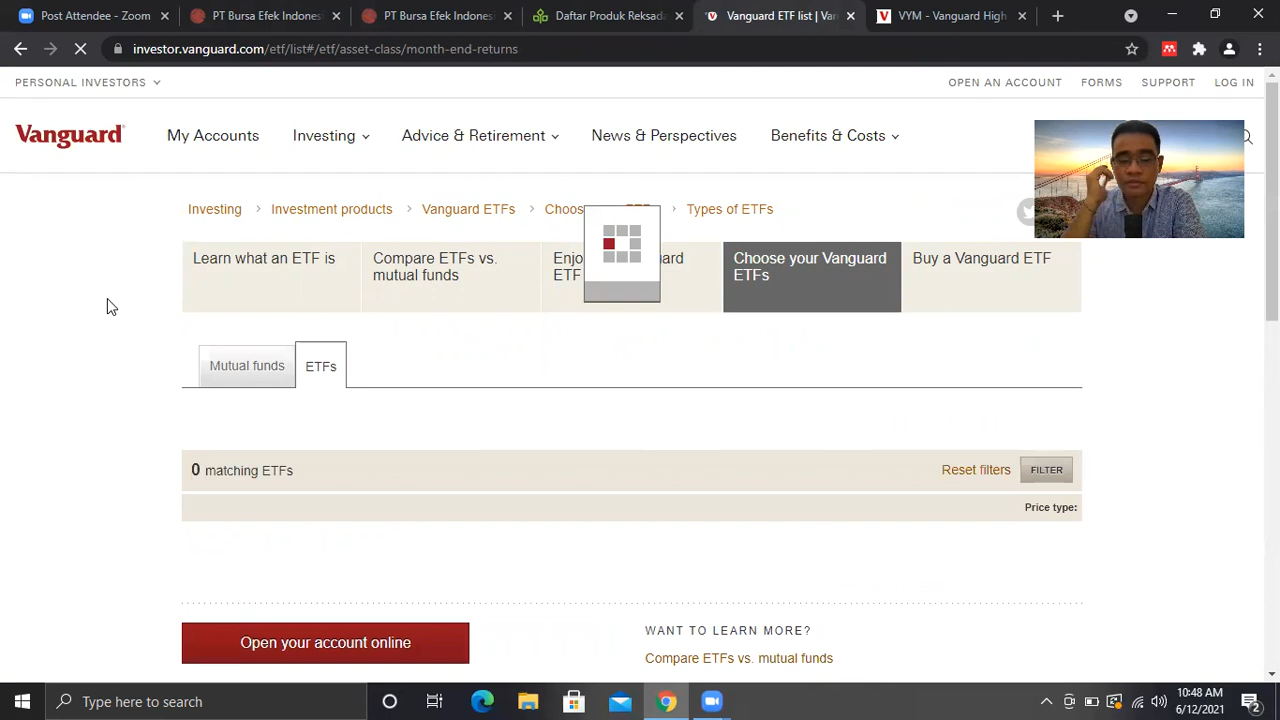 Post Attendee - Zoom
PT Bursa Efek Indones
PT Bursa Efek Indones
Daftar Produk Reksada
Vanguard ETF list | Van
VYM - Vanguard High
investor.vanguard.com/etf/list#/etf/asset-class/month-end-returns
PERSONAL INVESTORS
OPEN AN ACCOUNT
FORMS
SUPPORT
LOG IN
Vanguard
My Accounts
Investing
Advice & Retirement
News & Perspectives
Benefits & Costs
Investing
Investment products
Vanguard ETFs
Types of ETFs
Learn what an ETF is
Compare ETFs vs.
mutual funds
Choose your Vanguard
ETFs
Buy a Vanguard ETF
Mutual funds
ETFs
0 matching ETFs
Reset filters
FILTER
Price type:
Open your account online
WANT TO LEARN MORE?
Compare ETFs vs. mutual funds
Type here to search
10:48 AM
6/12/2021
2